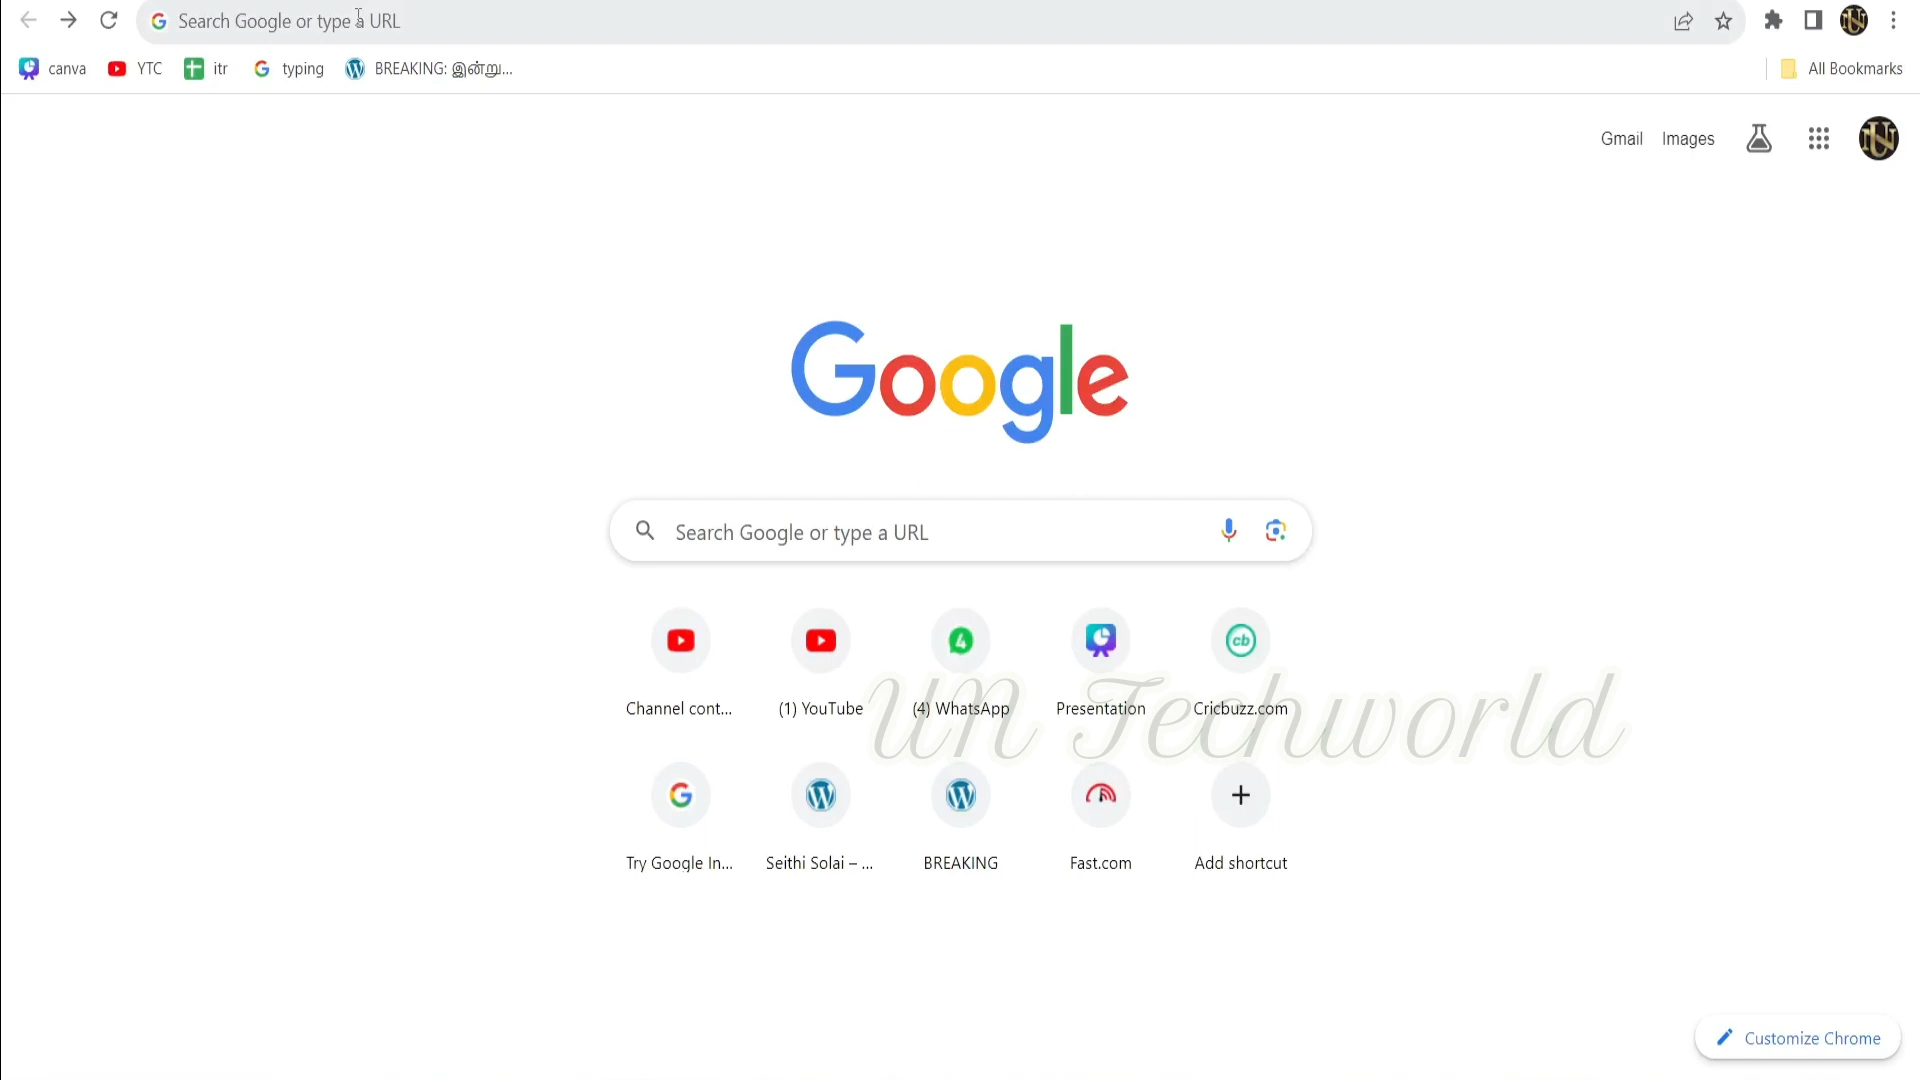 Search Google or type a URL
canva YTC itr typing BREAKING: இன்று... All Bookmarks
Gmail Images
Google
Search Google or type a URL
Channel cont... (1) YouTube (4) WhatsApp Presentation Cricbuzz.com
UN Techworld
Try Google In... Seithi Solai – ... BREAKING Fast.com Add shortcut
Customize Chrome